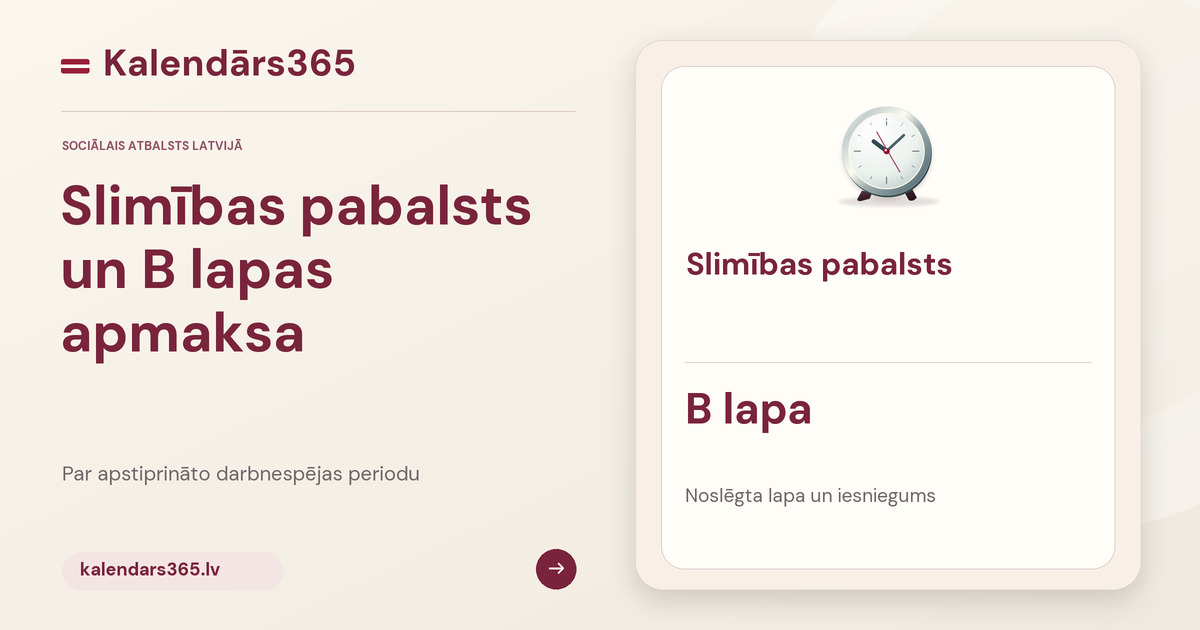 Kalendārs365
SOCIĀLAIS ATBALSTS LATVIJĀ
Slimības pabalsts
un B lapas
apmaksa
Par apstiprināto darbnespējas periodu
kalendars365.lv
Slimības pabalsts
B lapa
Noslēgta lapa un iesniegums